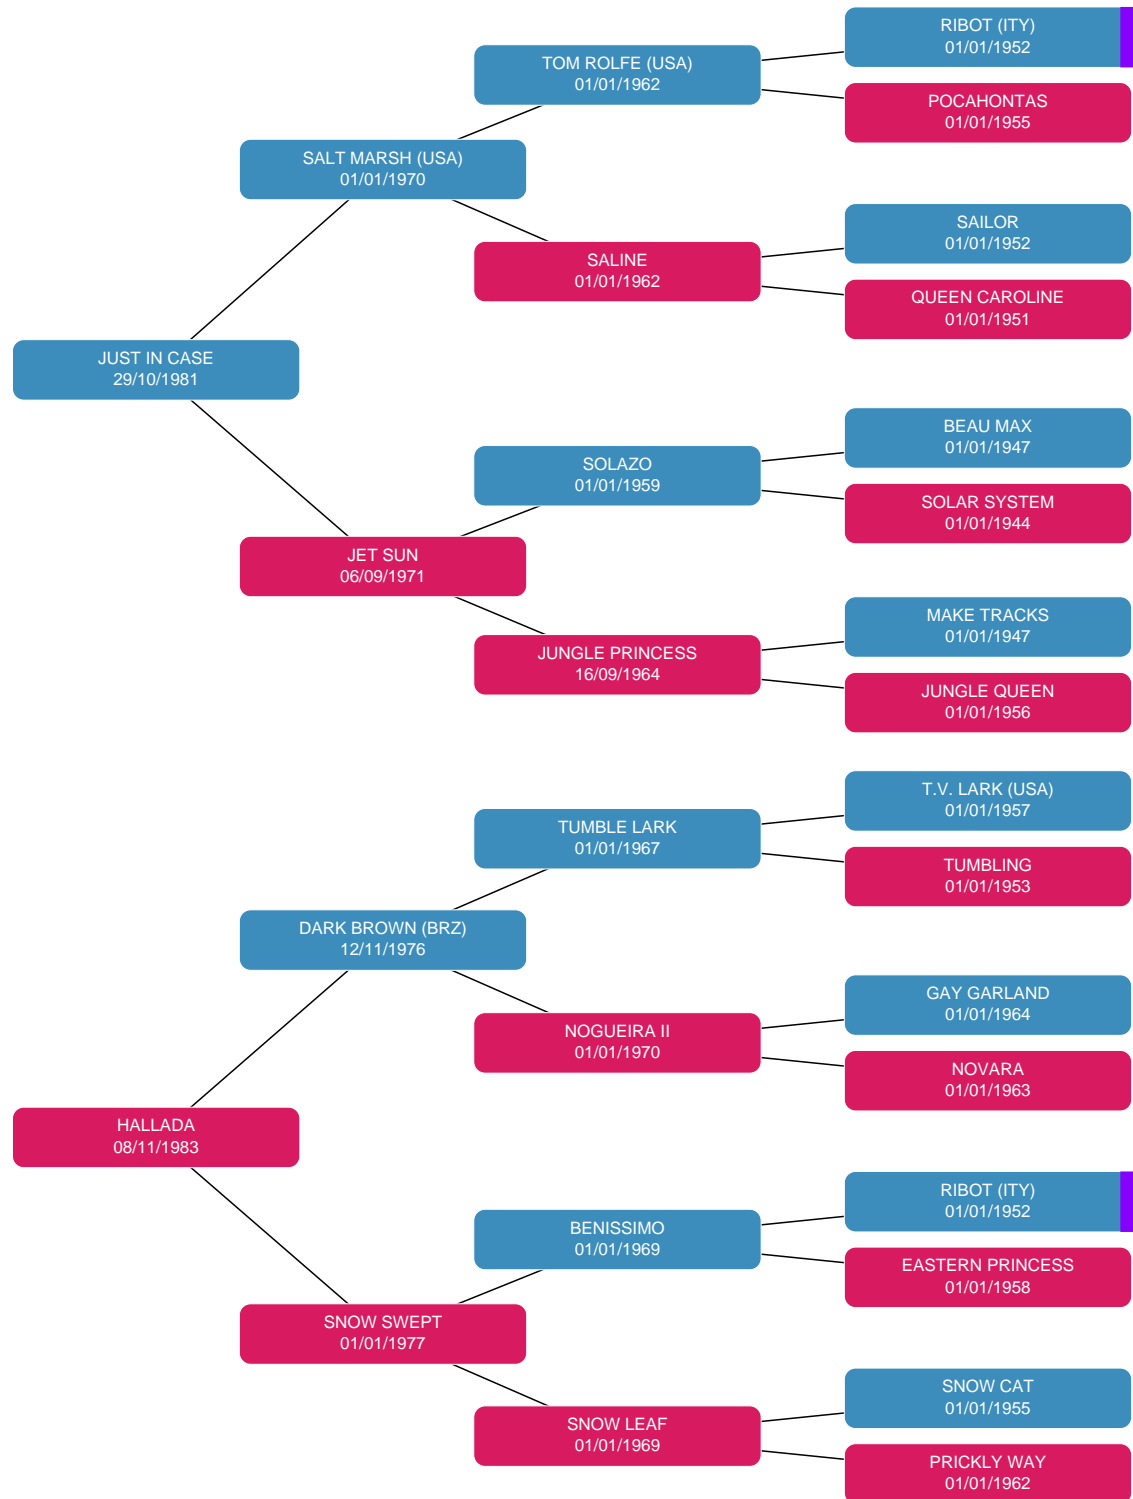 RIBOT (ITY)
01/01/1952
TOM ROLFE (USA)
01/01/1962
POCAHONTAS
01/01/1955
SALT MARSH (USA)
01/01/1970
SAILOR
01/01/1952
SALINE
01/01/1962
QUEEN CAROLINE
01/01/1951
JUST IN CASE
29/10/1981
BEAU MAX
01/01/1947
SOLAZO
01/01/1959
SOLAR SYSTEM
01/01/1944
JET SUN
06/09/1971
MAKE TRACKS
01/01/1947
JUNGLE PRINCESS
16/09/1964
JUNGLE QUEEN
01/01/1956
T.V. LARK (USA)
01/01/1957
TUMBLE LARK
01/01/1967
TUMBLING
01/01/1953
DARK BROWN (BRZ)
12/11/1976
GAY GARLAND
01/01/1964
NOGUEIRA II
01/01/1970
NOVARA
01/01/1963
HALLADA
08/11/1983
RIBOT (ITY)
01/01/1952
BENISSIMO
01/01/1969
EASTERN PRINCESS
01/01/1958
SNOW SWEPT
01/01/1977
SNOW CAT
01/01/1955
SNOW LEAF
01/01/1969
PRICKLY WAY
01/01/1962